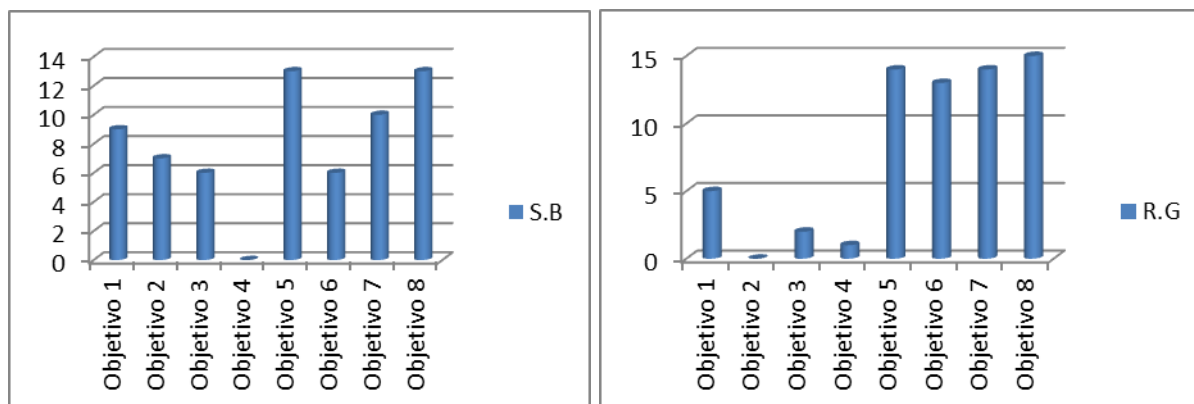 14
12
10
8
6
4
2
0
Objetivo 1
Objetivo 2
Objetivo 3
Objetivo 4
Objetivo 5
Objetivo 6
Objetivo 7
Objetivo 8
S.B
15
10
5
0
Objetivo 1
Objetivo 2
Objetivo 3
Objetivo 4
Objetivo 5
Objetivo 6
Objetivo 7
Objetivo 8
R.G